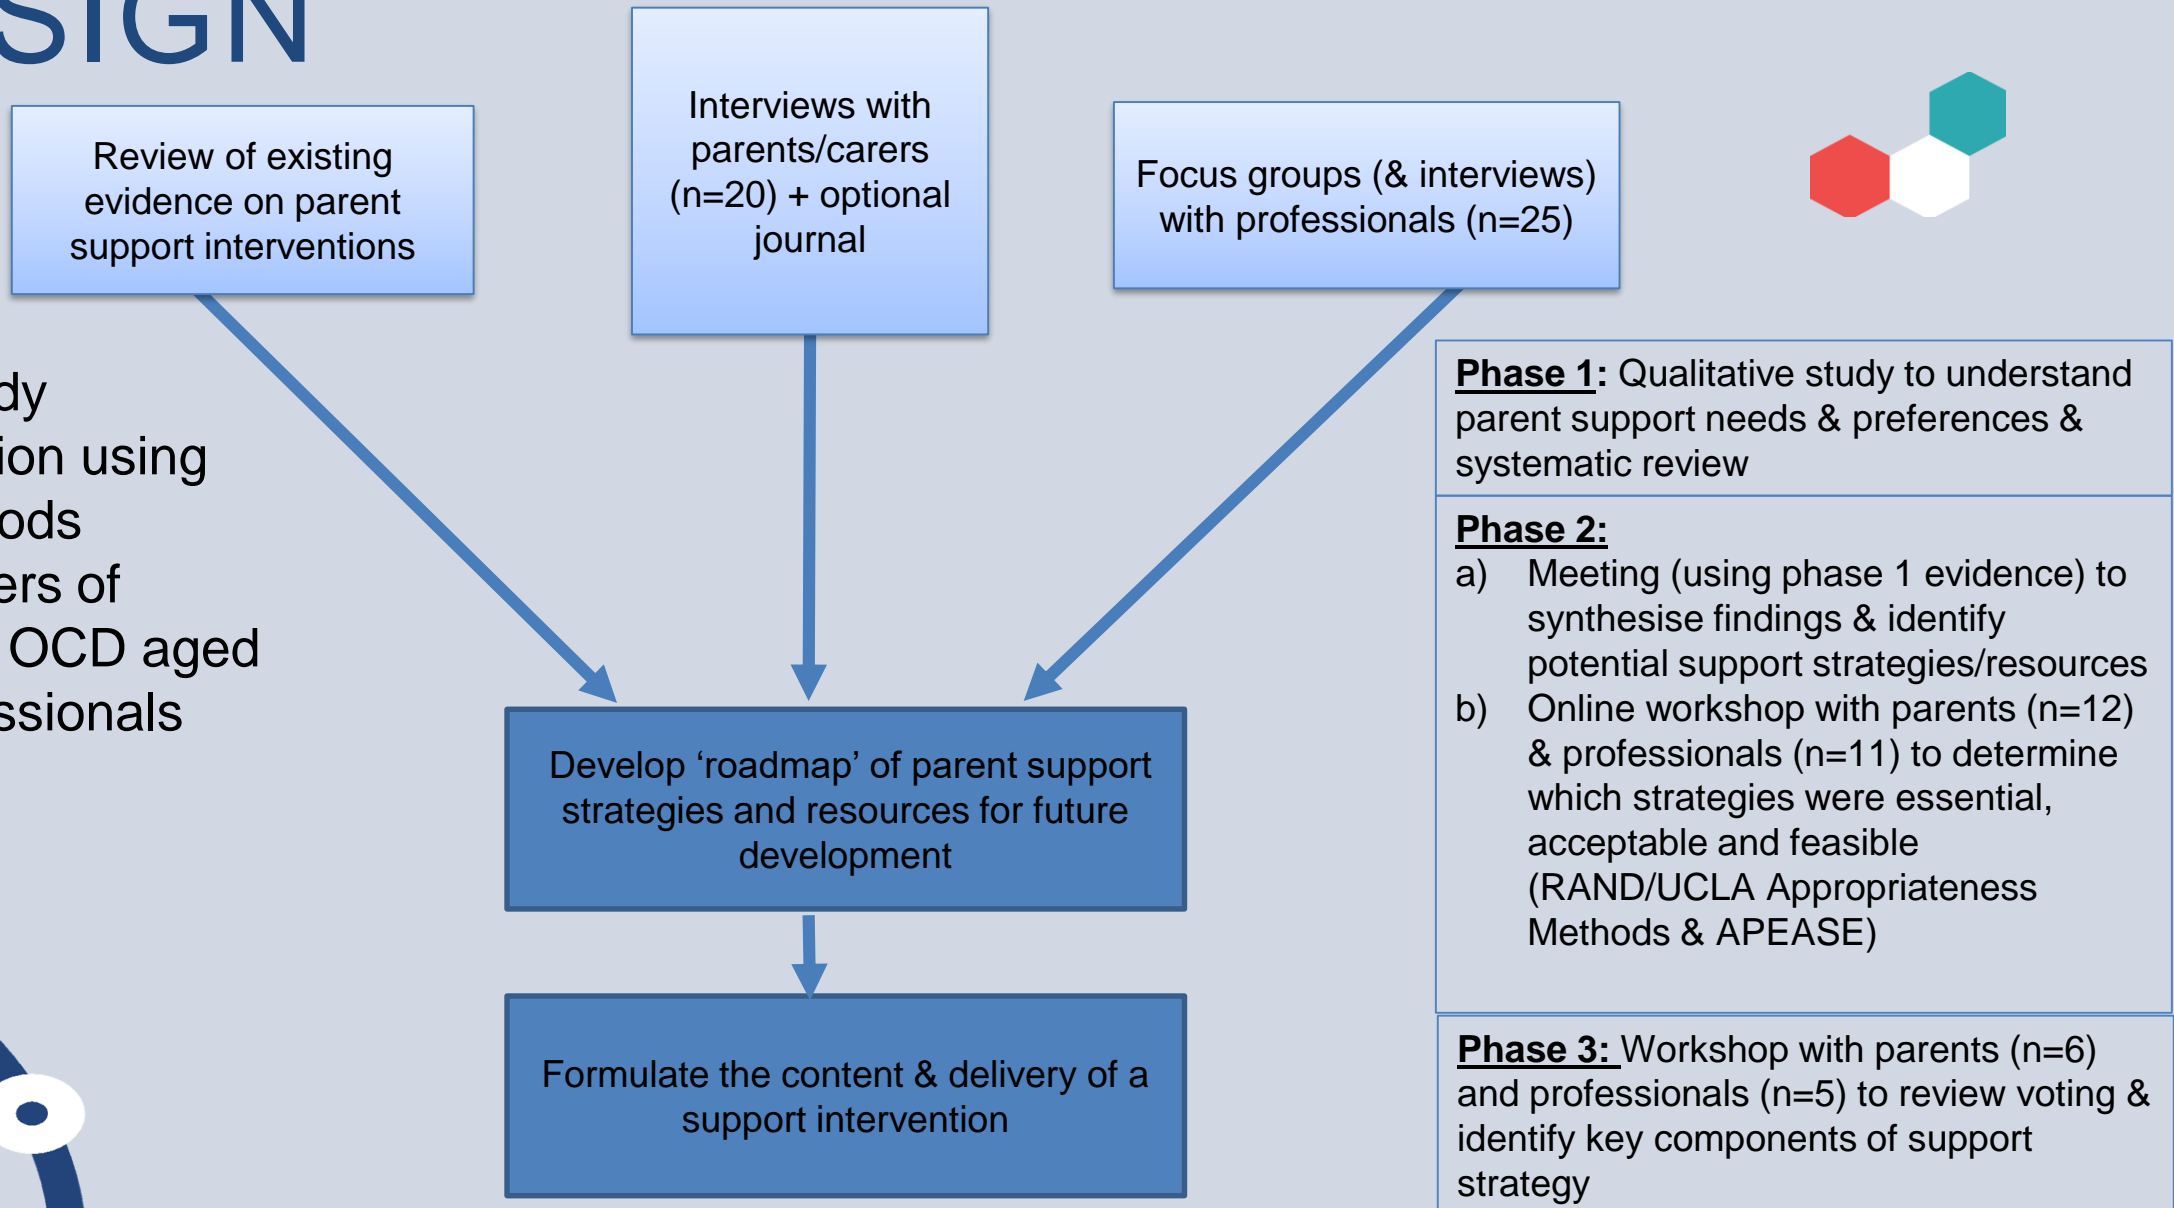 SIGN
Review of existing
evidence on parent
support interventions
Interviews with
parents/carers
(n=20) + optional
journal
Focus groups (& interviews)
with professionals (n=25)
dy
ion using
ods
ers of
OCD aged
ssionals
Develop ‘roadmap’ of parent support
strategies and resources for future
development
Formulate the content & delivery of a
support intervention
Phase 1: Qualitative study to understand
parent support needs & preferences &
systematic review
Phase 2:
a) Meeting (using phase 1 evidence) to
synthesise findings & identify
potential support strategies/resources
b) Online workshop with parents (n=12)
& professionals (n=11) to determine
which strategies were essential,
acceptable and feasible
(RAND/UCLA Appropriateness
Methods & APEASE)
Phase 3: Workshop with parents (n=6)
and professionals (n=5) to review voting &
identify key components of support
strategy